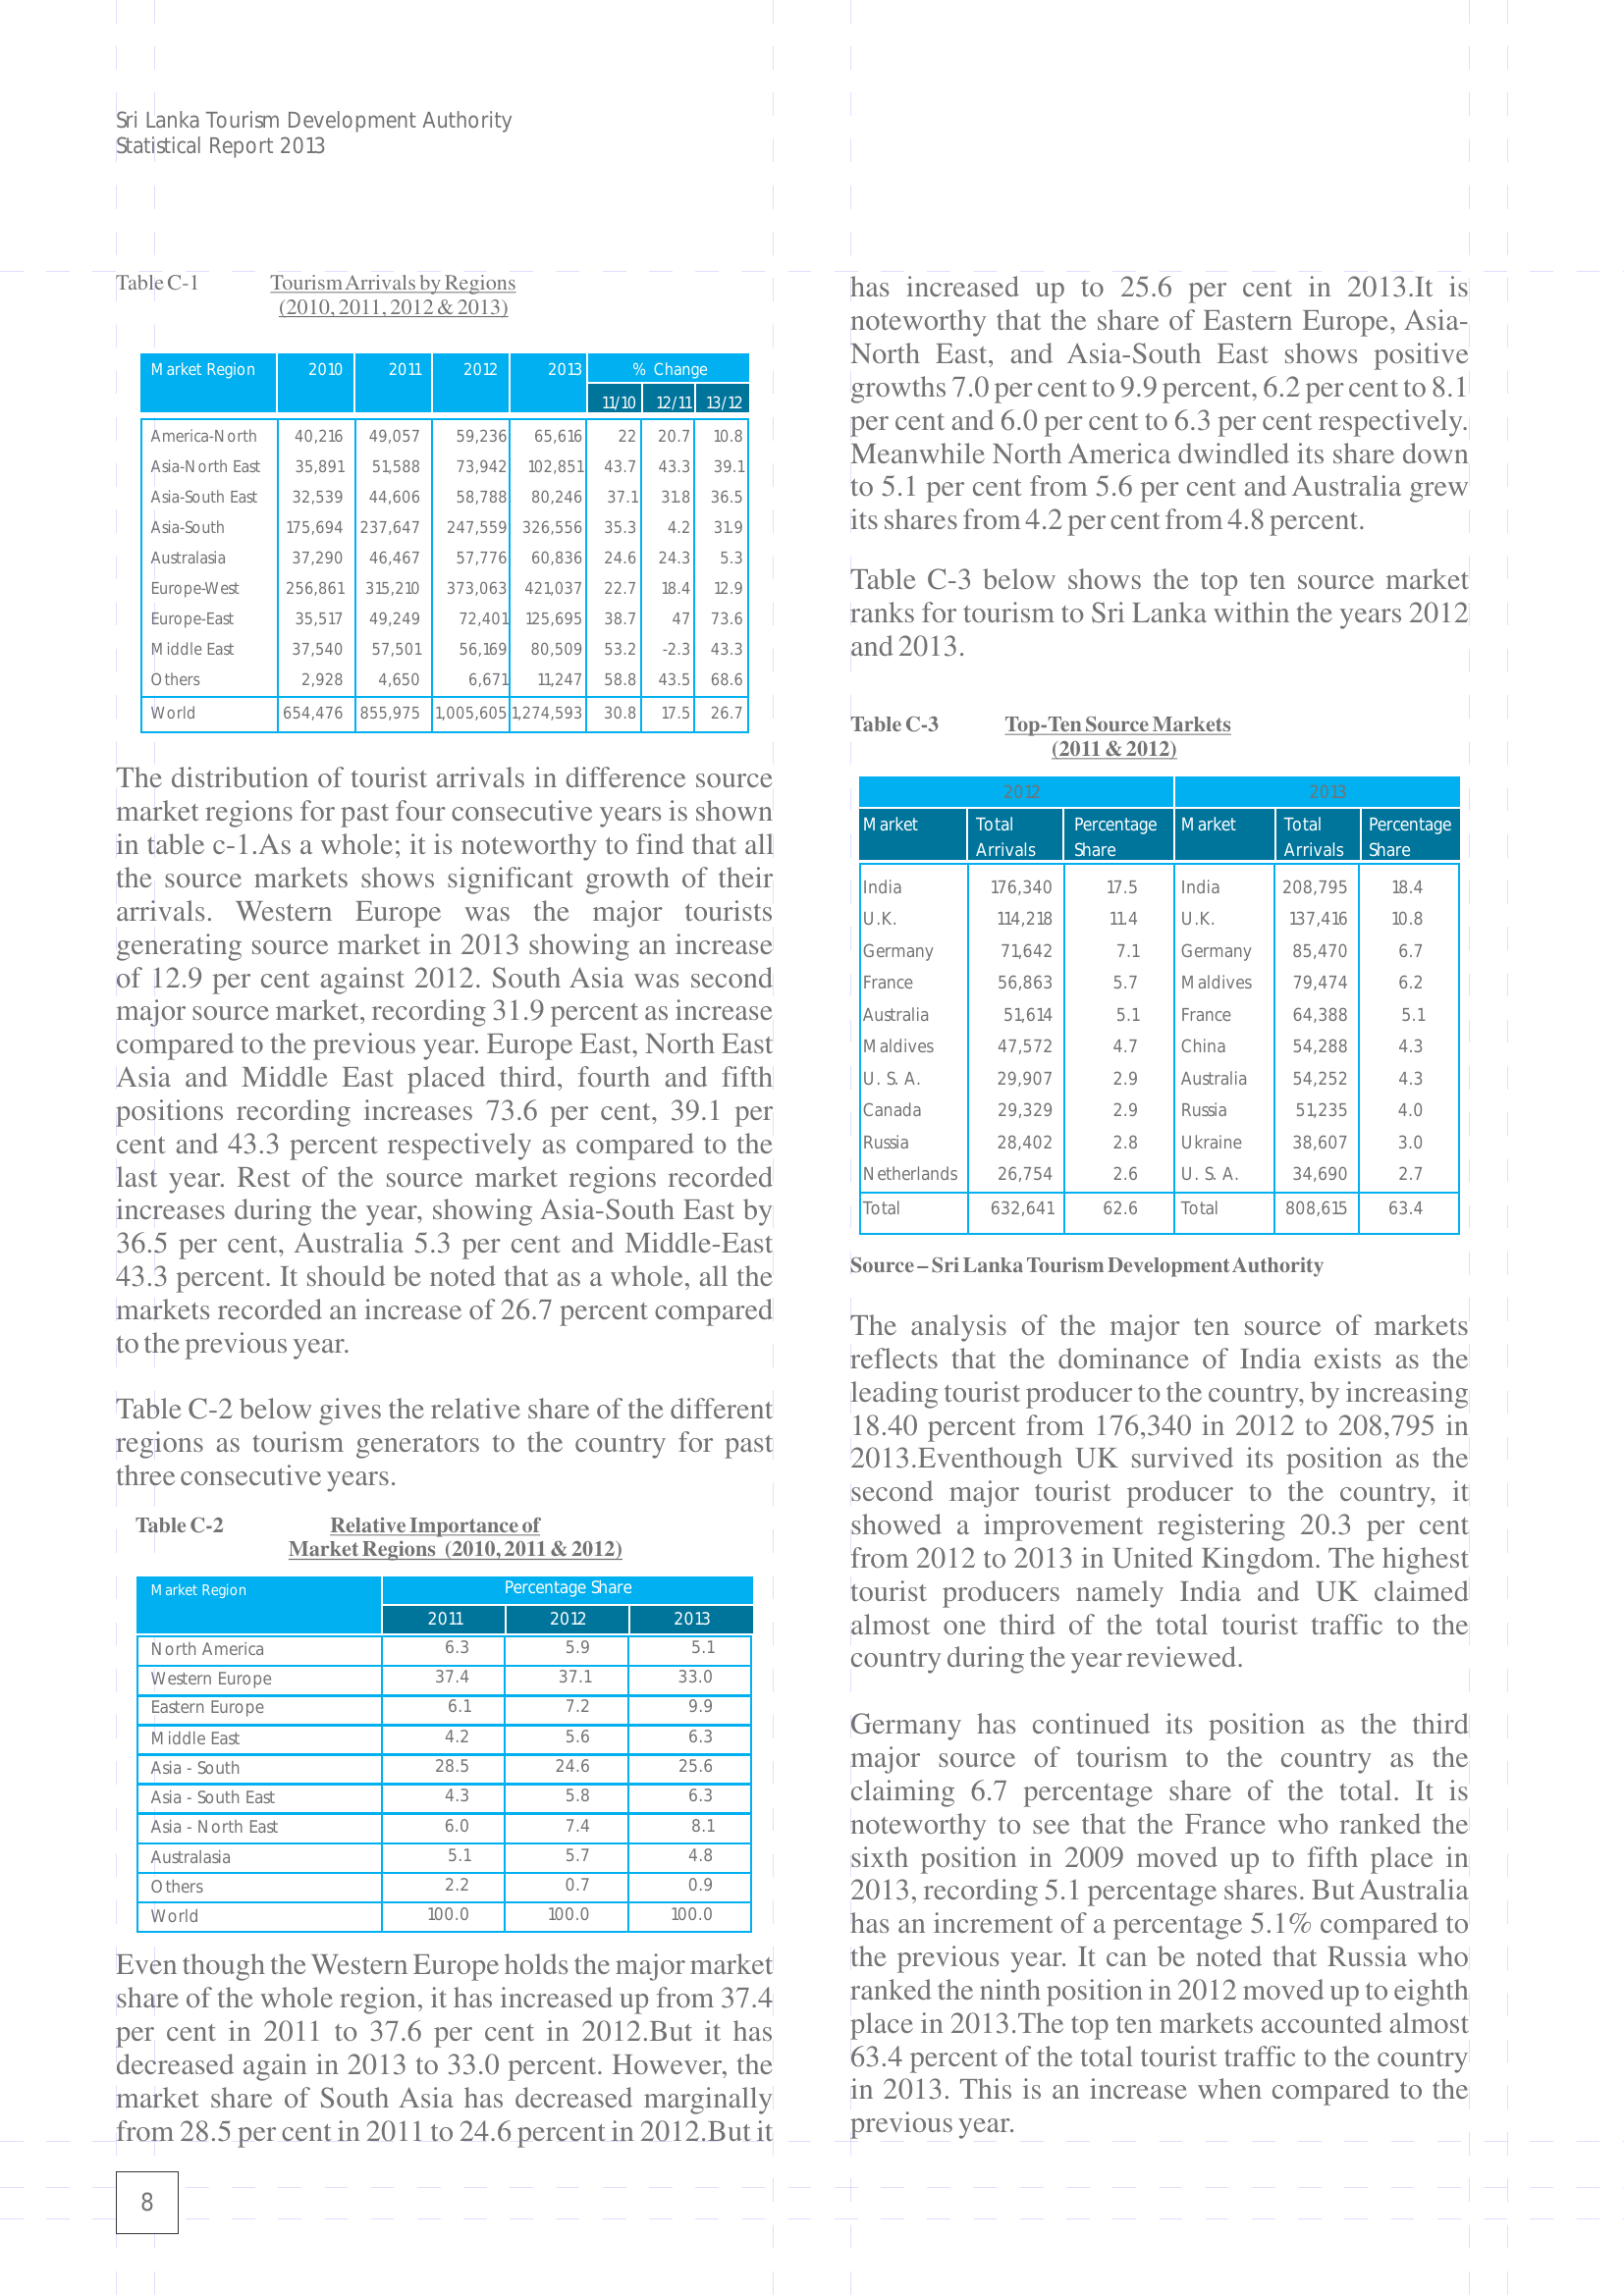 Sri Lanka Tourism Development Authority
Statistical Report 2013
Table C-1 Tourism Arrivals by Regions
(2010, 2011, 2012 & 2013)
Market Region 2010 2011 2012 2013 % Change
11/10 12/11 13/12
America-North 40,216 49,057 59,236 65,616 22 20.7 10.8
Asia-North East 35,891 51,588 73,942 102,851 43.7 43.3 39.1
Asia-South East 32,539 44,606 58,788 80,246 37.1 31.8 36.5
Asia-South 175,694 237,647 247,559 326,556 35.3 4.2 31.9
Australasia 37,290 46,467 57,776 60,836 24.6 24.3 5.3
Europe-West 256,861 315,210 373,063 421,037 22.7 18.4 12.9
Europe-East 35,517 49,249 72,401 125,695 38.7 47 73.6
Middle East 37,540 57,501 56,169 80,509 53.2 -2.3 43.3
Others 2,928 4,650 6,671 11,247 58.8 43.5 68.6
World 654,476 855,975 1,005,605 1,274,593 30.8 17.5 26.7
The distribution of tourist arrivals in difference source
market regions for past four consecutive years is shown
in table c-1.As a whole; it is noteworthy to find that all
the source markets shows significant growth of their
arrivals. Western Europe was the major tourists
generating source market in 2013 showing an increase
of 12.9 per cent against 2012. South Asia was second
major source market, recording 31.9 percent as increase
compared to the previous year. Europe East, North East
Asia and Middle East placed third, fourth and fifth
positions recording increases 73.6 per cent, 39.1 per
cent and 43.3 percent respectively as compared to the
last year. Rest of the source market regions recorded
increases during the year, showing Asia-South East by
36.5 per cent, Australia 5.3 per cent and Middle-East
43.3 percent. It should be noted that as a whole, all the
markets recorded an increase of 26.7 percent compared
to the previous year.
Table C-2 below gives the relative share of the different
regions as tourism generators to the country for past
three consecutive years.
Table C-2 Relative Importance of
Market Regions (2010, 2011 & 2012)
Market Region Percentage Share
2011 2012 2013
North America 6.3 5.9 5.1
Western Europe 37.4 37.1 33.0
Eastern Europe 6.1 7.2 9.9
Middle East 4.2 5.6 6.3
Asia - South 28.5 24.6 25.6
Asia - South East 4.3 5.8 6.3
Asia - North East 6.0 7.4 8.1
Australasia 5.1 5.7 4.8
Others 2.2 0.7 0.9
World 100.0 100.0 100.0
Even though the Western Europe holds the major market
share of the whole region, it has increased up from 37.4
per cent in 2011 to 37.6 per cent in 2012.But it has
decreased again in 2013 to 33.0 percent. However, the
market share of South Asia has decreased marginally
from 28.5 per cent in 2011 to 24.6 percent in 2012.But it
has increased up to 25.6 per cent in 2013.It is
noteworthy that the share of Eastern Europe, Asia-
North East, and Asia-South East shows positive
growths 7.0 per cent to 9.9 percent, 6.2 per cent to 8.1
per cent and 6.0 per cent to 6.3 per cent respectively.
Meanwhile North America dwindled its share down
to 5.1 per cent from 5.6 per cent and Australia grew
its shares from 4.2 per cent from 4.8 percent.
Table C-3 below shows the top ten source market
ranks for tourism to Sri Lanka within the years 2012
and 2013.
Table C-3 Top-Ten Source Markets
(2011 & 2012)
2012 2013
Market Total Percentage Market Total Percentage
Arrivals Share Arrivals Share
India 176,340 17.5 India 208,795 18.4
U.K. 114,218 11.4 U.K. 137,416 10.8
Germany 71,642 7.1 Germany 85,470 6.7
France 56,863 5.7 Maldives 79,474 6.2
Australia 51,614 5.1 France 64,388 5.1
Maldives 47,572 4.7 China 54,288 4.3
U. S. A. 29,907 2.9 Australia 54,252 4.3
Canada 29,329 2.9 Russia 51,235 4.0
Russia 28,402 2.8 Ukraine 38,607 3.0
Netherlands 26,754 2.6 U. S. A. 34,690 2.7
Total 632,641 62.6 Total 808,615 63.4
Source – Sri Lanka Tourism Development Authority
The analysis of the major ten source of markets
reflects that the dominance of India exists as the
leading tourist producer to the country, by increasing
18.40 percent from 176,340 in 2012 to 208,795 in
2013.Eventhough UK survived its position as the
second major tourist producer to the country, it
showed a improvement registering 20.3 per cent
from 2012 to 2013 in United Kingdom. The highest
tourist producers namely India and UK claimed
almost one third of the total tourist traffic to the
country during the year reviewed.
Germany has continued its position as the third
major source of tourism to the country as the
claiming 6.7 percentage share of the total. It is
noteworthy to see that the France who ranked the
sixth position in 2009 moved up to fifth place in
2013, recording 5.1 percentage shares. But Australia
has an increment of a percentage 5.1% compared to
the previous year. It can be noted that Russia who
ranked the ninth position in 2012 moved up to eighth
place in 2013.The top ten markets accounted almost
63.4 percent of the total tourist traffic to the country
in 2013. This is an increase when compared to the
previous year.
8